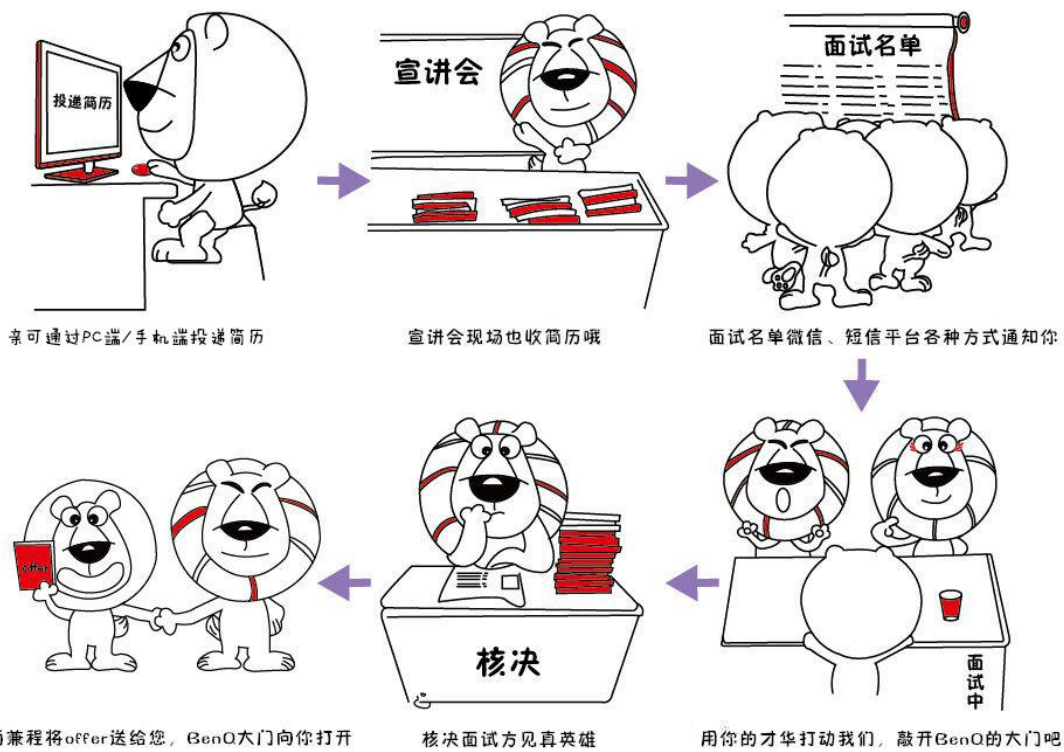 投递简历
宣讲会
面试名单
亲可通过PC端/手机端投递简历
宣讲会现场也收简历哦
面试名单微信、短信平台各种方式通知你
offer
核决
面试中
兼程将offer送给您，BenQ大门向你打开
核决面试方见真英雄
用你的才华打动我们，敲开BenQ的大门吧